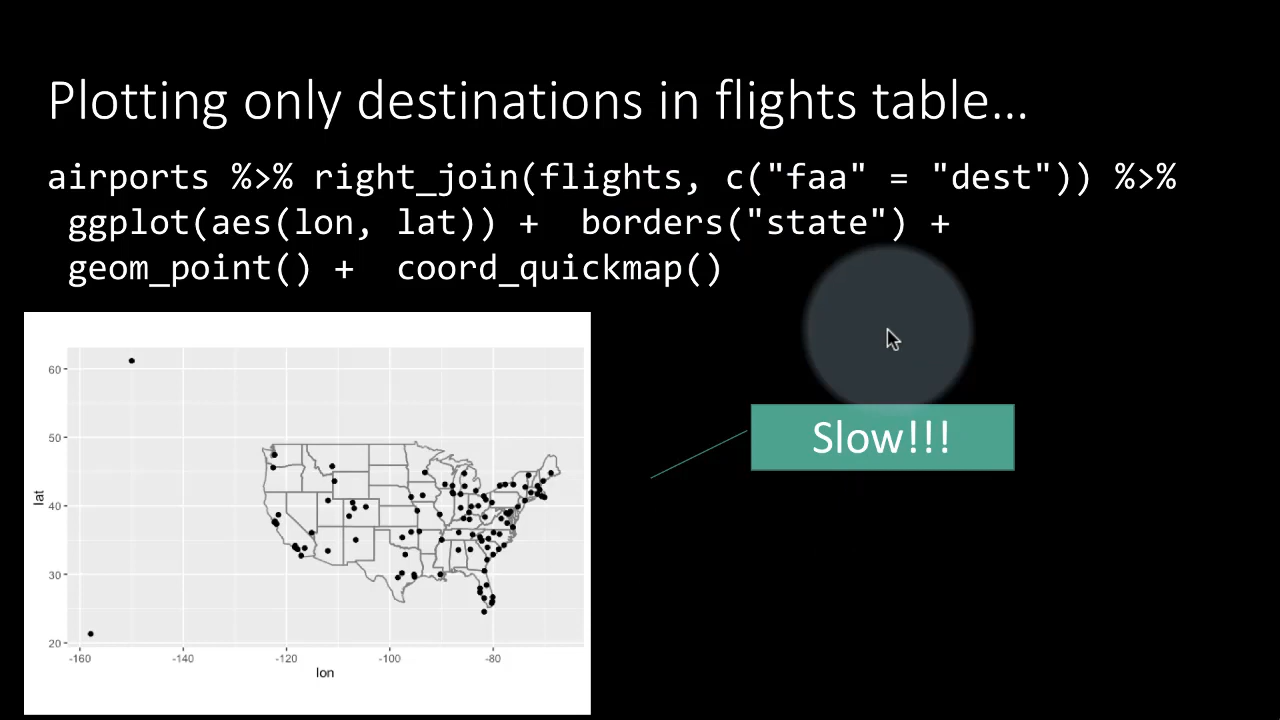 Plotting only destinations in flights table...
airports %>% right_join(flights, c("faa" = "dest")) %>%
ggplot(aes(lon, lat)) +  borders("state") +
geom_point() +  coord_quickmap()
Slow!!!
60
50
40
30
20
lat
-160 -140 -120 -100 -80
lon